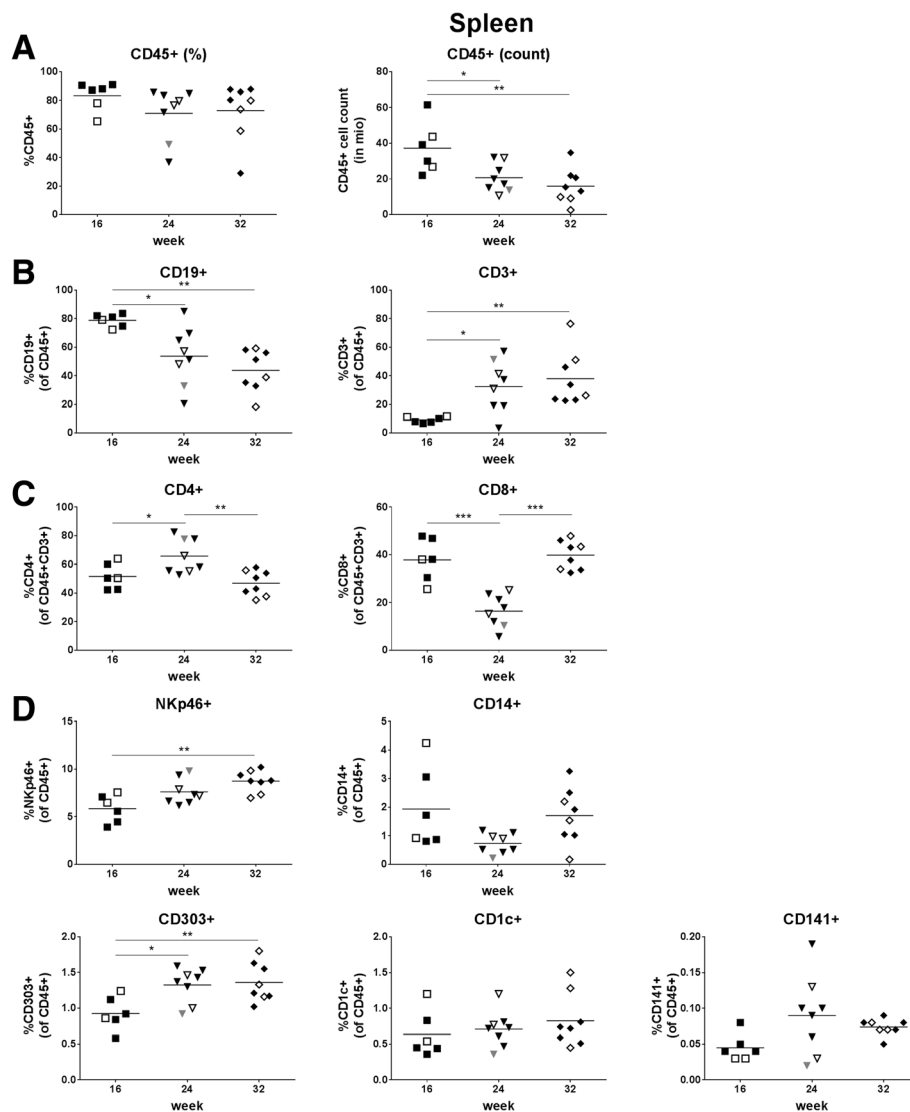 Spleen
A
CD45+ (%)
%CD45+
100
80
60
40
20
0
16 24 32
week
CD45+ (count)
CD45+ cell count
(in mio)
*
**
80
60
40
20
0
16 24 32
week
B
CD19+
%CD19+
(of CD45+)
**
*
100
80
60
40
20
0
16 24 32
week
CD3+
%CD3+
(of CD45+)
**
*
100
80
60
40
20
0
16 24 32
week
C
CD4+
%CD4+
(of CD45+CD3+)
* **
100
80
60
40
20
0
16 24 32
week
CD8+
%CD8+
(of CD45+CD3+)
*** ***
60
40
20
0
16 24 32
week
D
NKp46+
%NKp46+
(of CD45+)
**
15
10
5
0
16 24 32
week
CD14+
%CD14+
(of CD45+)
5
4
3
2
1
0
16 24 32
week
CD303+
%CD303+
(of CD45+)
**
*
2.0
1.5
1.0
0.5
0.0
16 24 32
week
CD1c+
%CD1c+
(of CD45+)
2.0
1.5
1.0
0.5
0.0
16 24 32
week
CD141+
%CD141+
(of CD45+)
0.20
0.15
0.10
0.05
0.00
16 24 32
week